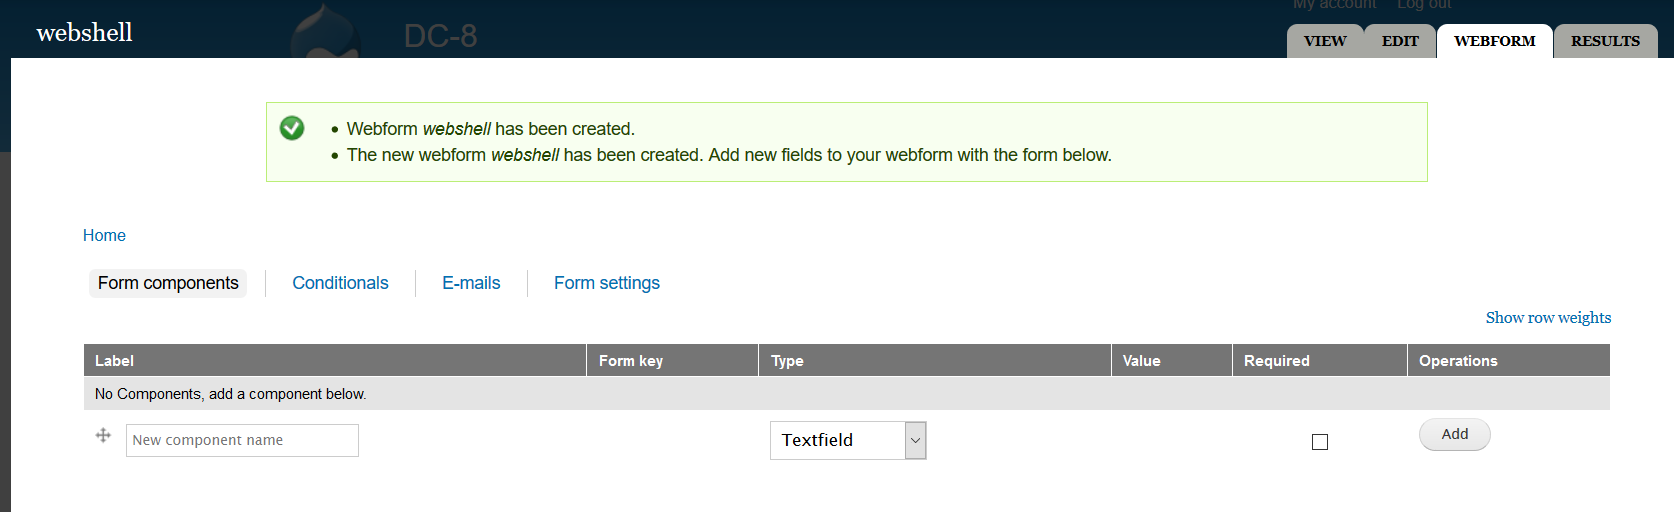 My account Log out
webshell
DC-8
VIEW EDIT WEBFORM RESULTS
Webform webshell has been created.
The new webform webshell has been created. Add new fields to your webform with the form below.
Home
Form components Conditionals E-mails Form settings
Show row weights
Label Form key Type Value Required Operations
No Components, add a component below.
New component name Textfield Add